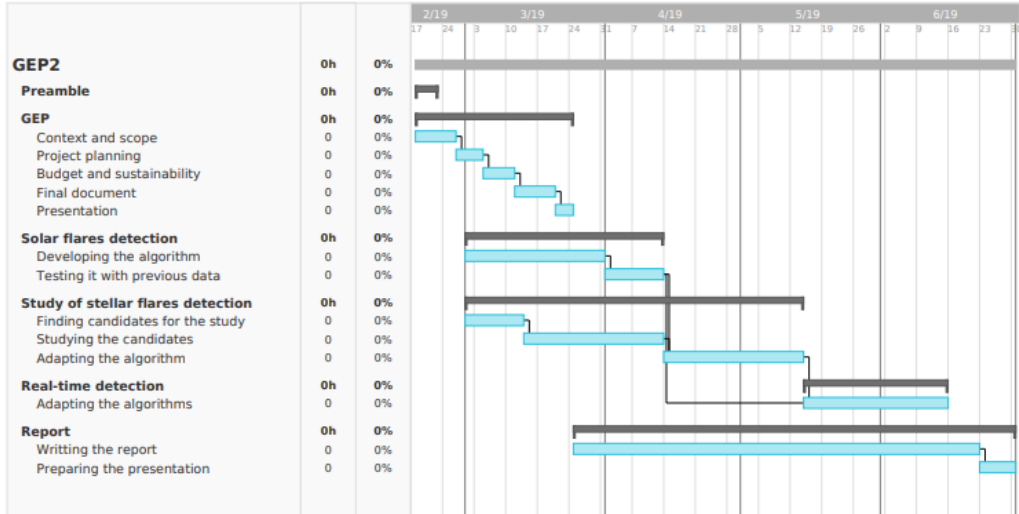 2/19 3/19 4/19 5/19 6/19
17 24 3 10 17 24 31 7 14 21 28 5 12 19 26 2 9 16 23 30
GEP2 0h 0%
Preamble 0h 0%
GEP 0h 0%
Context and scope 0 0%
Project planning 0 0%
Budget and sustainability 0 0%
Final document 0 0%
Presentation 0 0%
Solar flares detection 0h 0%
Developing the algorithm 0 0%
Testing it with previous data 0 0%
Study of stellar flares detection 0h 0%
Finding candidates for the study 0 0%
Studying the candidates 0 0%
Adapting the algorithm 0 0%
Real-time detection 0h 0%
Adapting the algorithms 0 0%
Report 0h 0%
Writting the report 0 0%
Preparing the presentation 0 0%